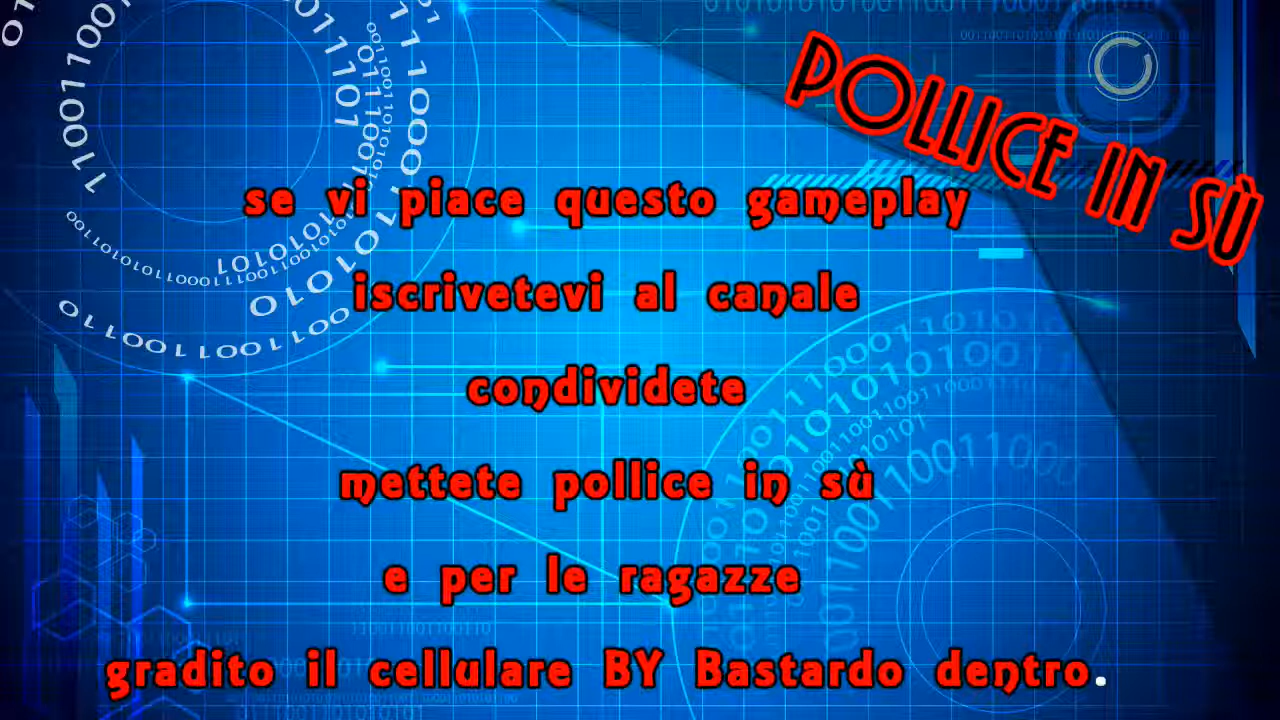 POLLICE IN SÙ
se vi piace questo gameplay
iscrivetevi al canale
condividete
mettete pollice in sù
e per le ragazze
gradito il cellulare BY Bastardo dentro.